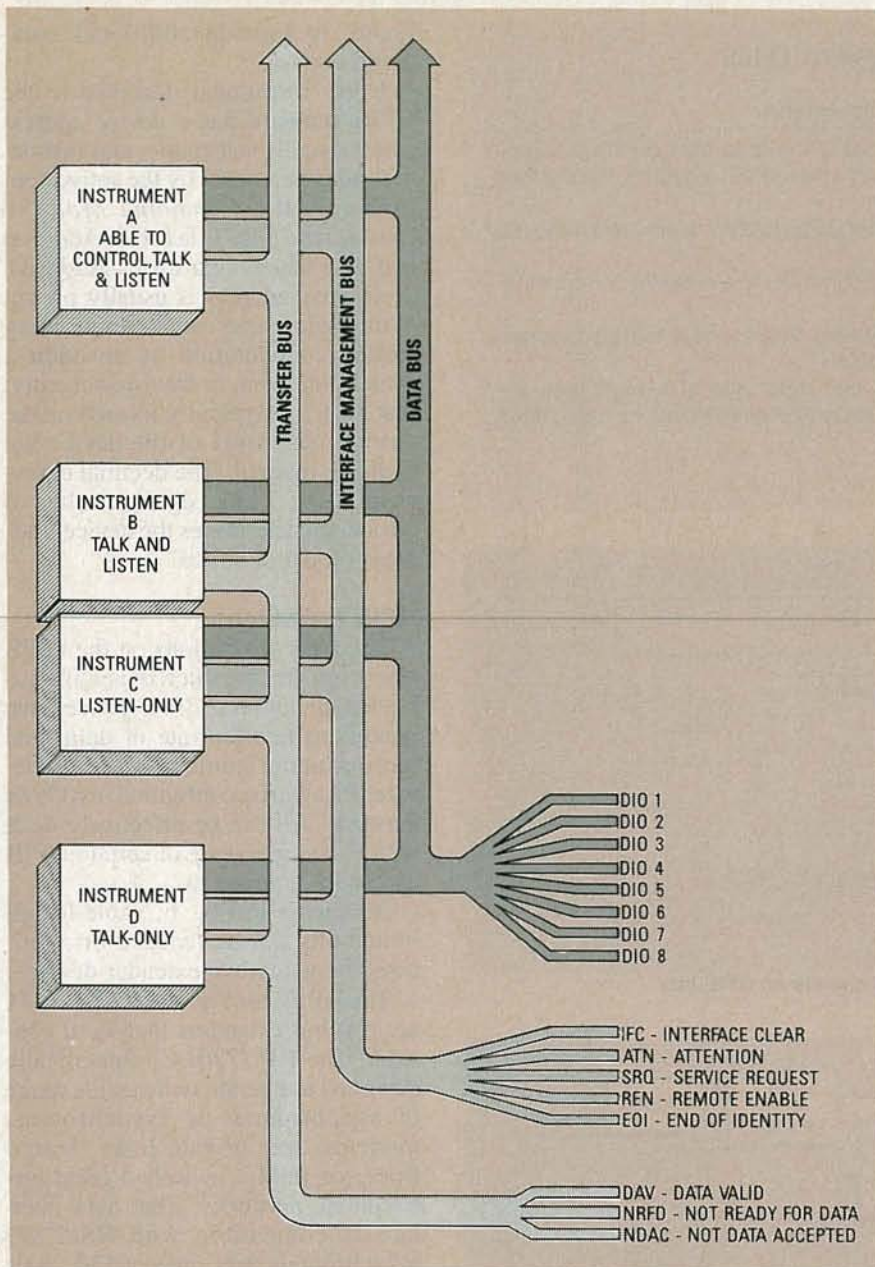 INSTRUMENT
A
ABLE TO
CONTROL,TALK
& LISTEN
TRANSFER BUS
INTERFACE MANAGEMENT BUS
DATA BUS
INSTRUMENT
B
TALK AND
LISTEN
INSTRUMENT
C
LISTEN-ONLY
INSTRUMENT
D
TALK-ONLY
DIO 1
DIO 2
DIO 3
DIO 4
DIO 5
DIO 6
DIO 7
DIO 8
IFC - INTERFACE CLEAR
ATN - ATTENTION
SRQ - SERVICE REQUEST
REN - REMOTE ENABLE
EOI - END OF IDENTITY
DAV - DATA VALID
NRFD - NOT READY FOR DATA
NDAC - NOT DATA ACCEPTED